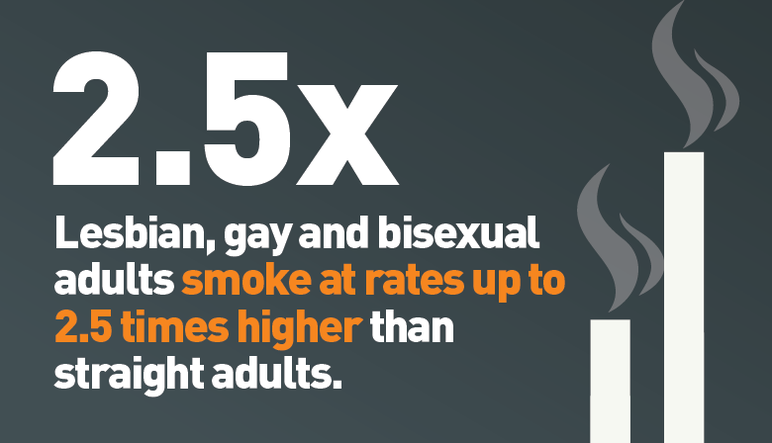 2.5x
Lesbian, gay and bisexual
adults smoke at rates up to
2.5 times higher than
straight adults.